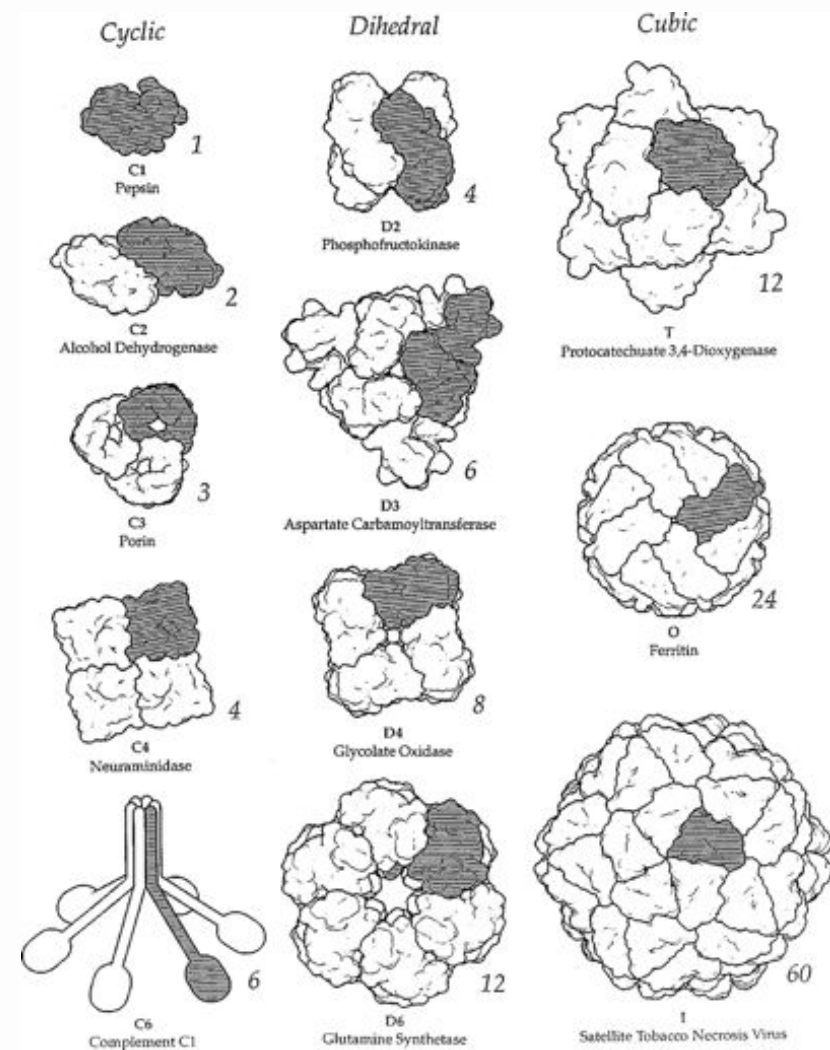 Cyclic
1
C1
Pepsin
2
C2
Alcohol Dehydrogenase
3
C3
Porin
4
C4
Neuraminidase
6
C6
Complement C1
Dihedral
4
D2
Phosphofructokinase
6
D3
Aspartate Carbamoyltransferase
8
D4
Glycolate Oxidase
12
D6
Glutamine Synthetase
Cubic
12
T
Protocatechuate 3,4-Dioxygenase
24
O
Ferritin
60
I
Satellite Tobacco Necrosis Virus